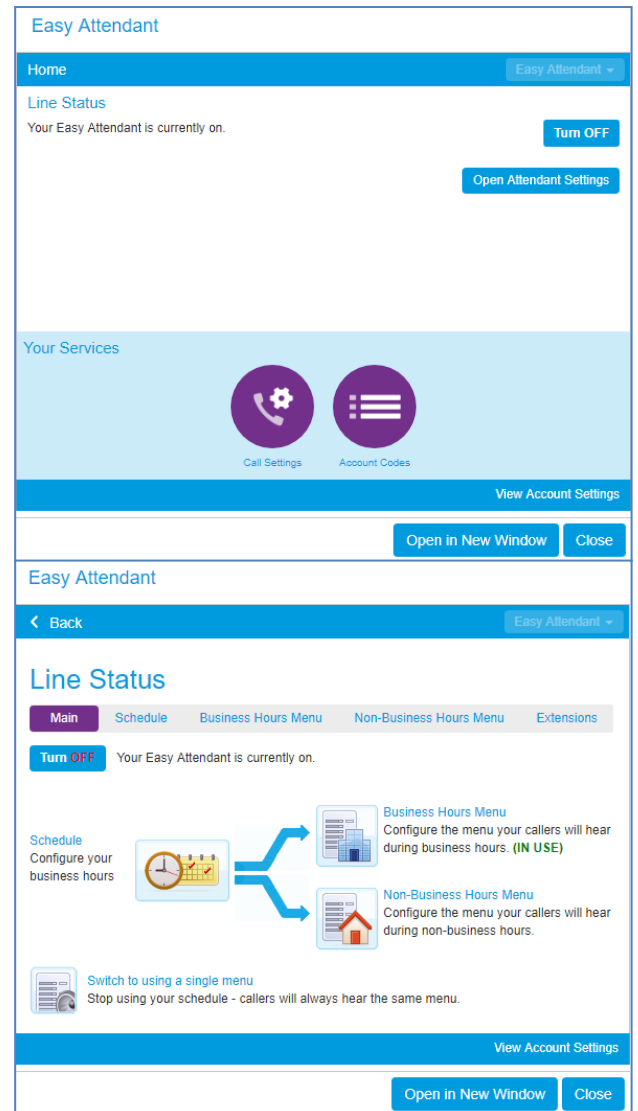 Easy Attendant
Home
Easy Attendant
Line Status
Your Easy Attendant is currently on.
Turn OFF
Open Attendant Settings
Your Services
Call Settings
Account Codes
View Account Settings
Open in New Window
Close
Easy Attendant
Back
Easy Attendant
Line Status
Main
Schedule
Business Hours Menu
Non-Business Hours Menu
Extensions
Turn OFF
Your Easy Attendant is currently on.
Schedule
Configure your
business hours
Business Hours Menu
Configure the menu your callers will hear
during business hours. (IN USE)
Non-Business Hours Menu
Configure the menu your callers will hear
during non-business hours.
Switch to using a single menu
Stop using your schedule - callers will always hear the same menu.
View Account Settings
Open in New Window
Close